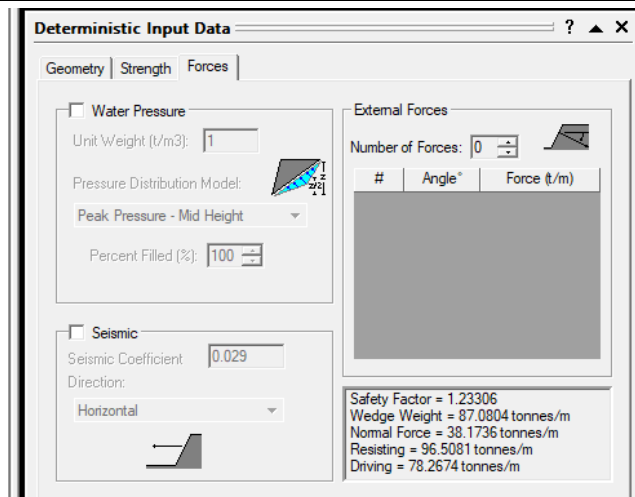 Deterministic Input Data ? ▲ X
Geometry Strength Forces
Water Pressure
Unit Weight (t/m3): 1
Pressure Distribution Model:
z
z/2
Peak Pressure - Mid Height
Percent Filled (%): 100
Seismic
Seismic Coefficient 0.029
Direction:
Horizontal
External Forces
Number of Forces: 0
# Angle° Force (t/m)
Safety Factor = 1.23306
Wedge Weight = 87.0804 tonnes/m
Normal Force = 38.1736 tonnes/m
Resisting = 96.5081 tonnes/m
Driving = 78.2674 tonnes/m